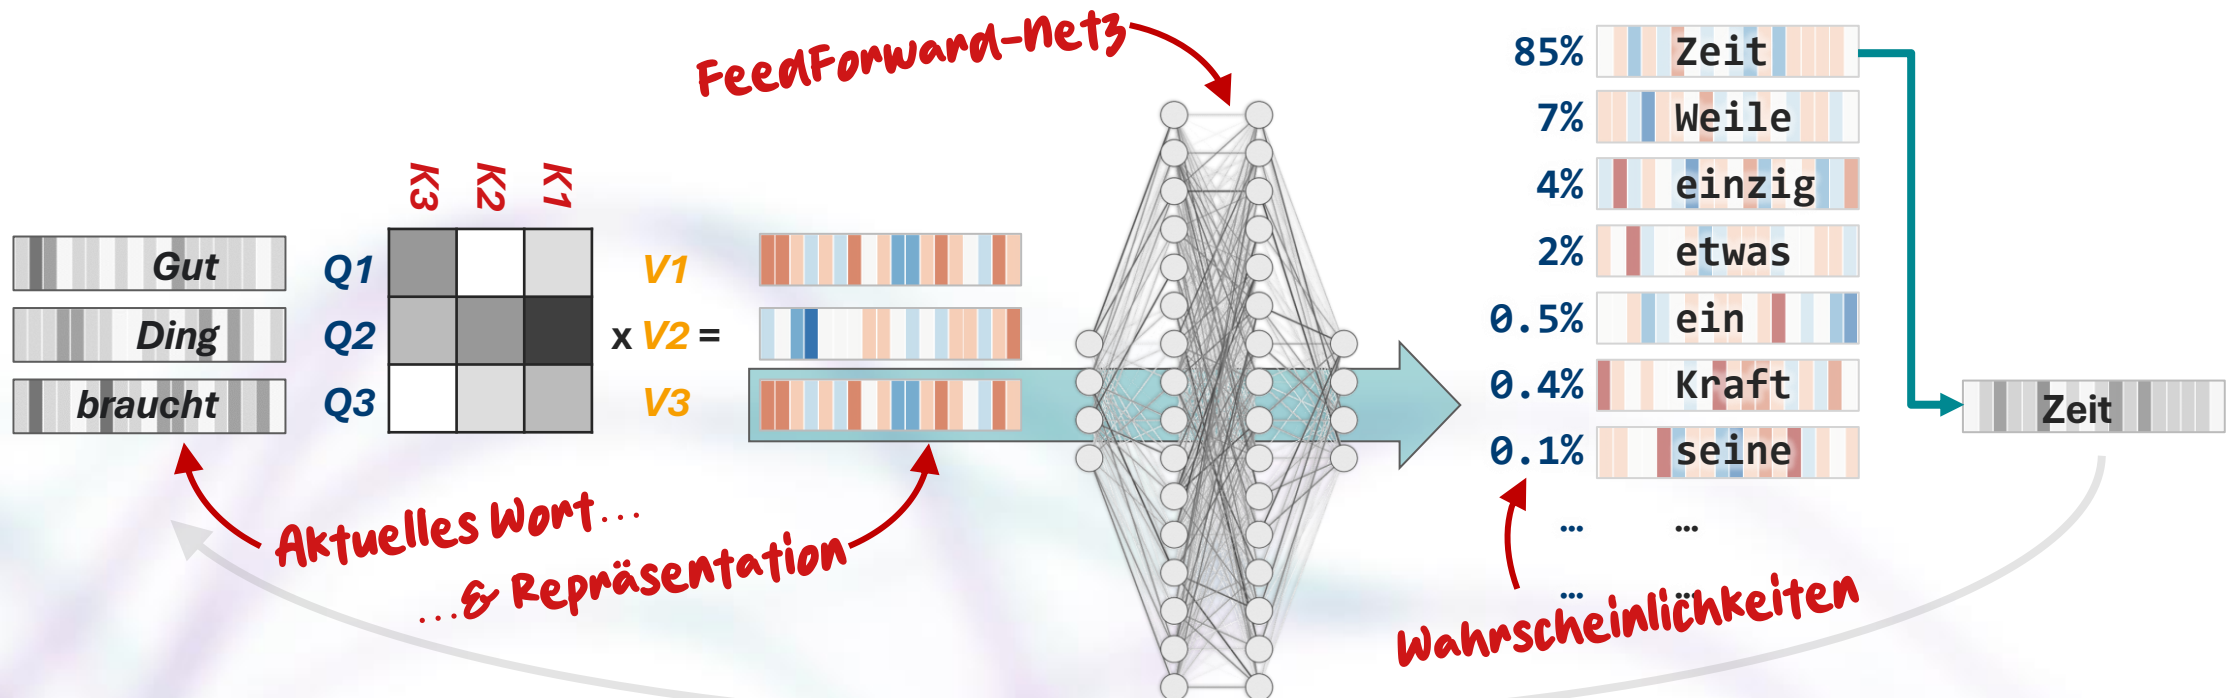 FeedForward-Netz
K3 K2 K1
Gut
Ding
braucht
Q1
Q2
Q3
V1
x V2 =
V3
Aktuelles Wort...
...& Repräsentation
85% Zeit
7% Weile
4% einzig
2% etwas
0.5% ein
0.4% Kraft
0.1% seine
... ...
... ...
Wahrscheinlichkeiten
Zeit